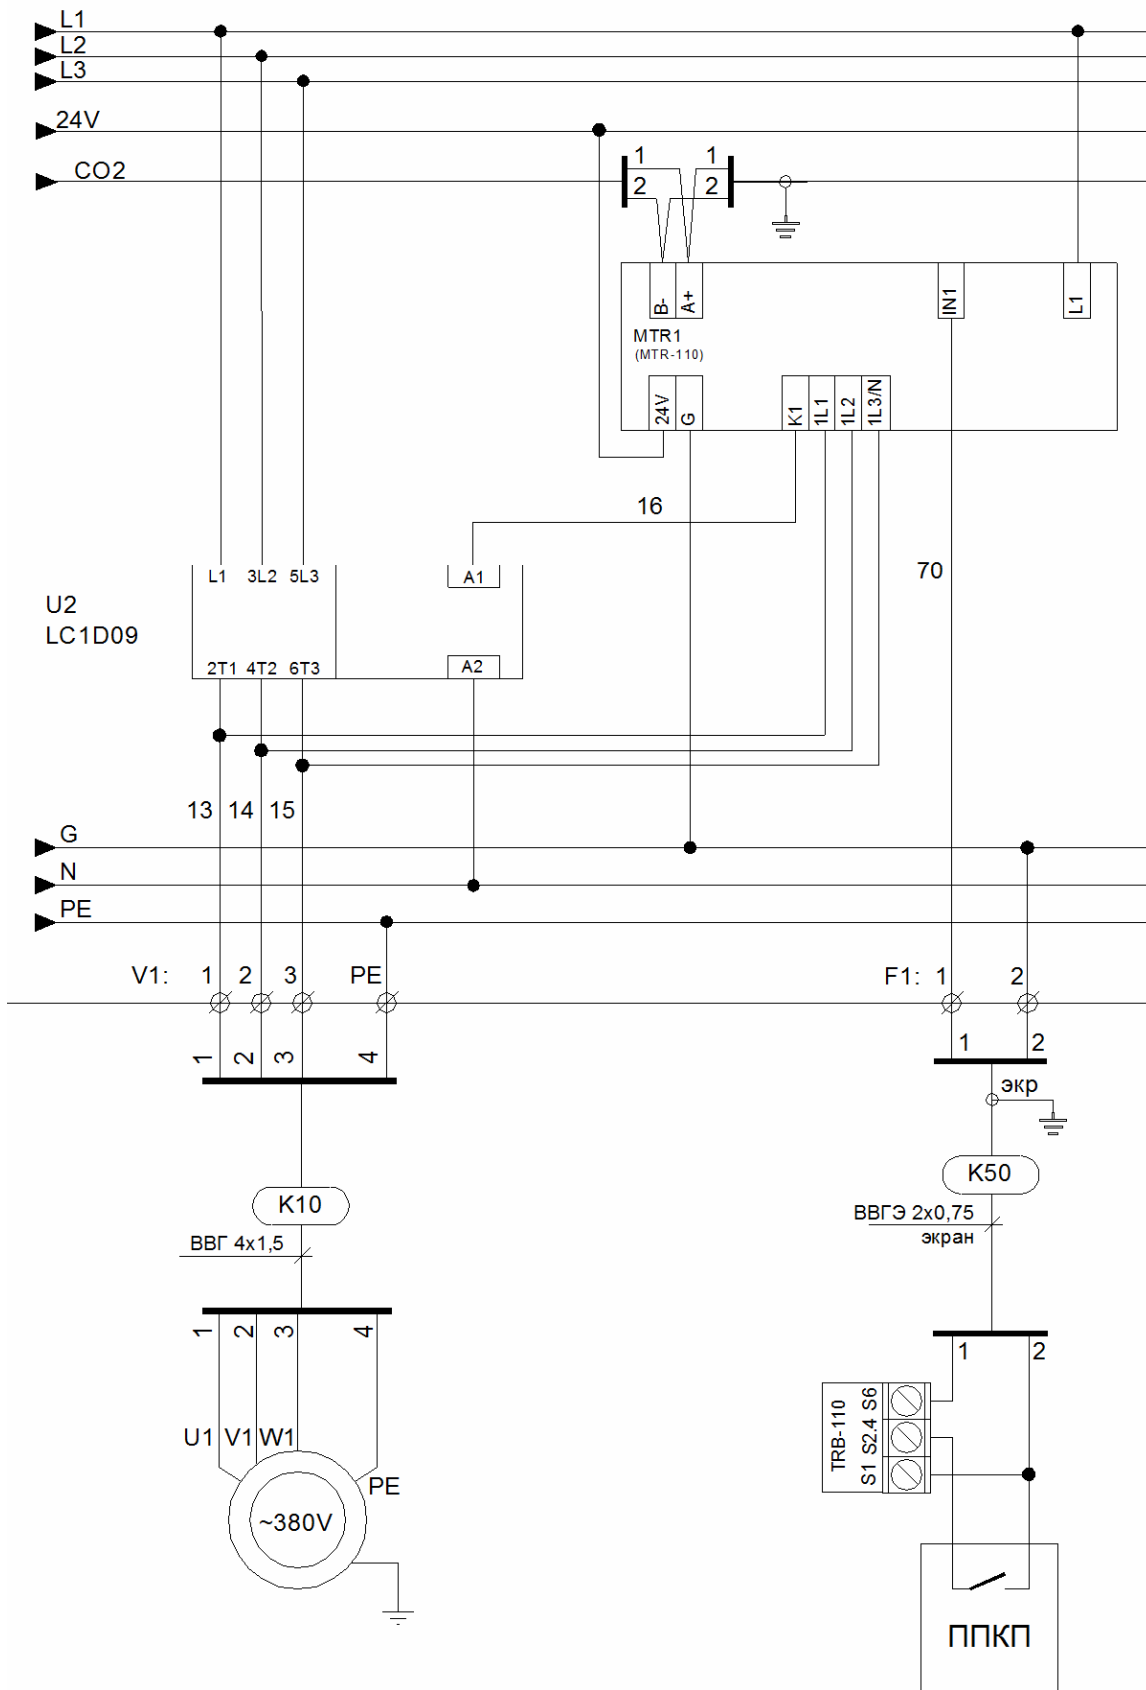 L1
L2
L3
24V
CO2
1 1
2 2
B- A+ IN1 L1
MTR1
(MTR-110)
24V G K1 1L1 1L2 1L3/N
16
70
L1 3L2 5L3 A1
U2
LC1D09
2T1 4T2 6T3 A2
13 14 15
G
N
PE
V1: 1 2 3 PE F1: 1 2
1 2 3 4 1 2
экр
K50
K10
ВВГЭ 2x0,75
экран
ВВГ 4x1,5
1 2 3 4 1 2
TRB-110
S1 S2.4 S6
U1 V1 W1
PE
~380V
ППКП